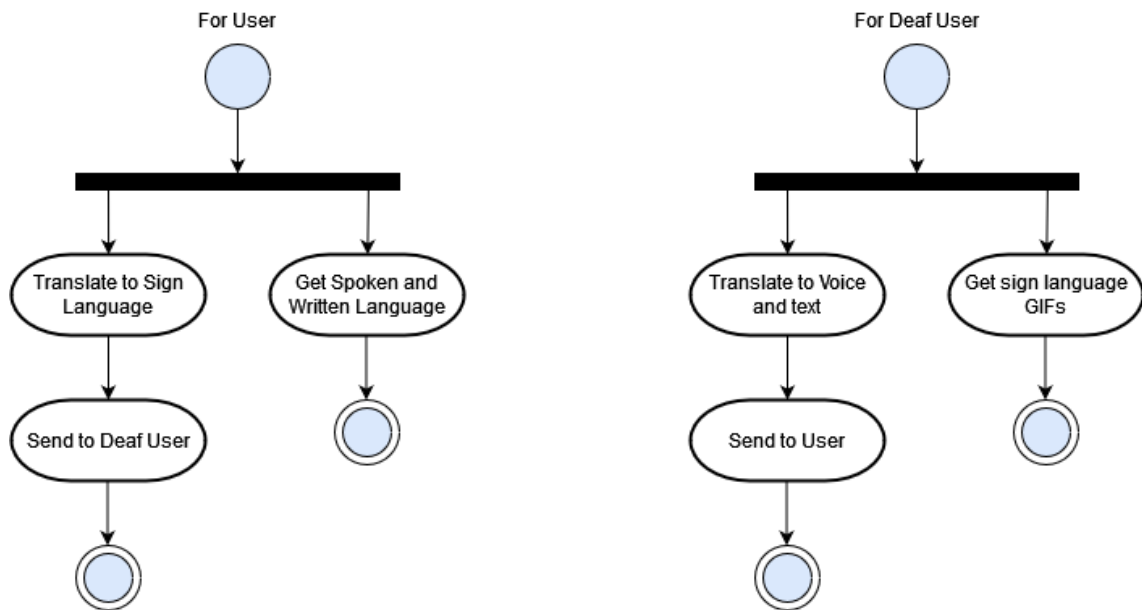 For User
For Deaf User
Translate to Sign
Language
Get Spoken and
Written Language
Translate to Voice
and text
Get sign language
GIFs
Send to Deaf User
Send to User